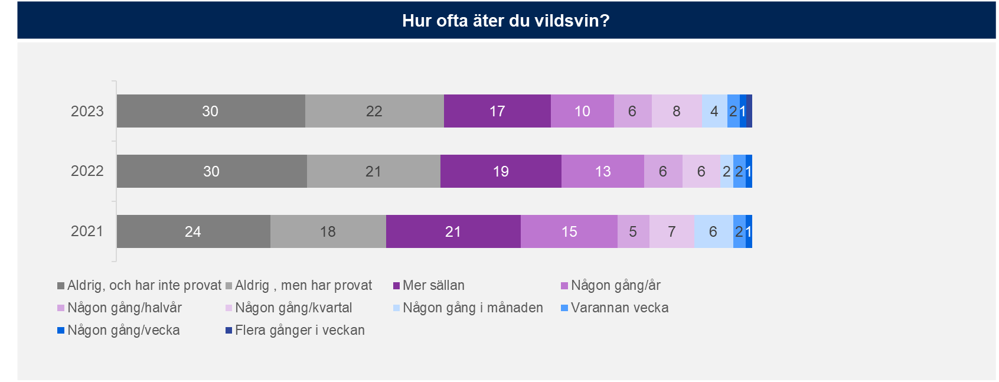 Hur ofta äter du vildsvin?
2023 30 22 17 10 6 8 4 2 1
2022 30 21 19 13 6 6 2 2 1
2021 24 18 21 15 5 7 6 2 1
Aldrig, och har inte provat Aldrig , men har provat Mer sällan Någon gång/år
Någon gång/halvår Någon gång/kvartal Någon gång i månaden Varannan vecka
Någon gång/vecka Flera gånger i veckan